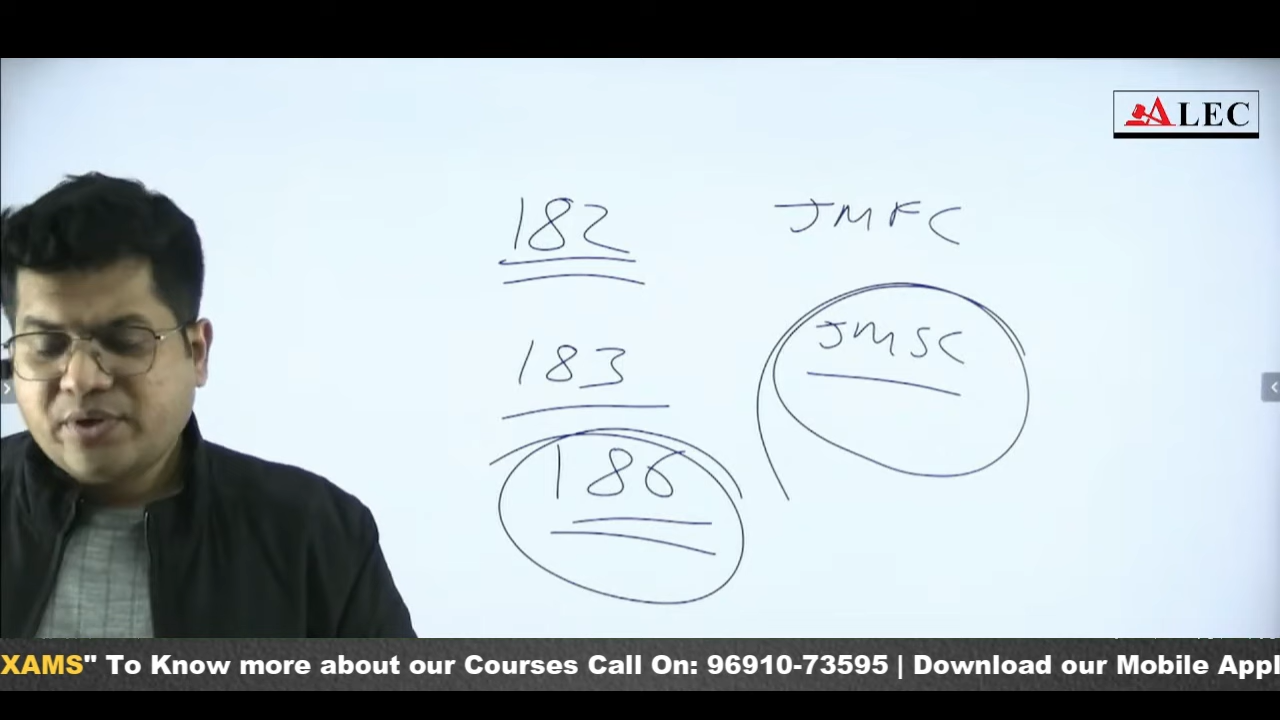 ALEC
182 JMFC
JMSC
183
186
XAMS" To Know more about our Courses Call On: 96910-73595 | Download our Mobile Appl